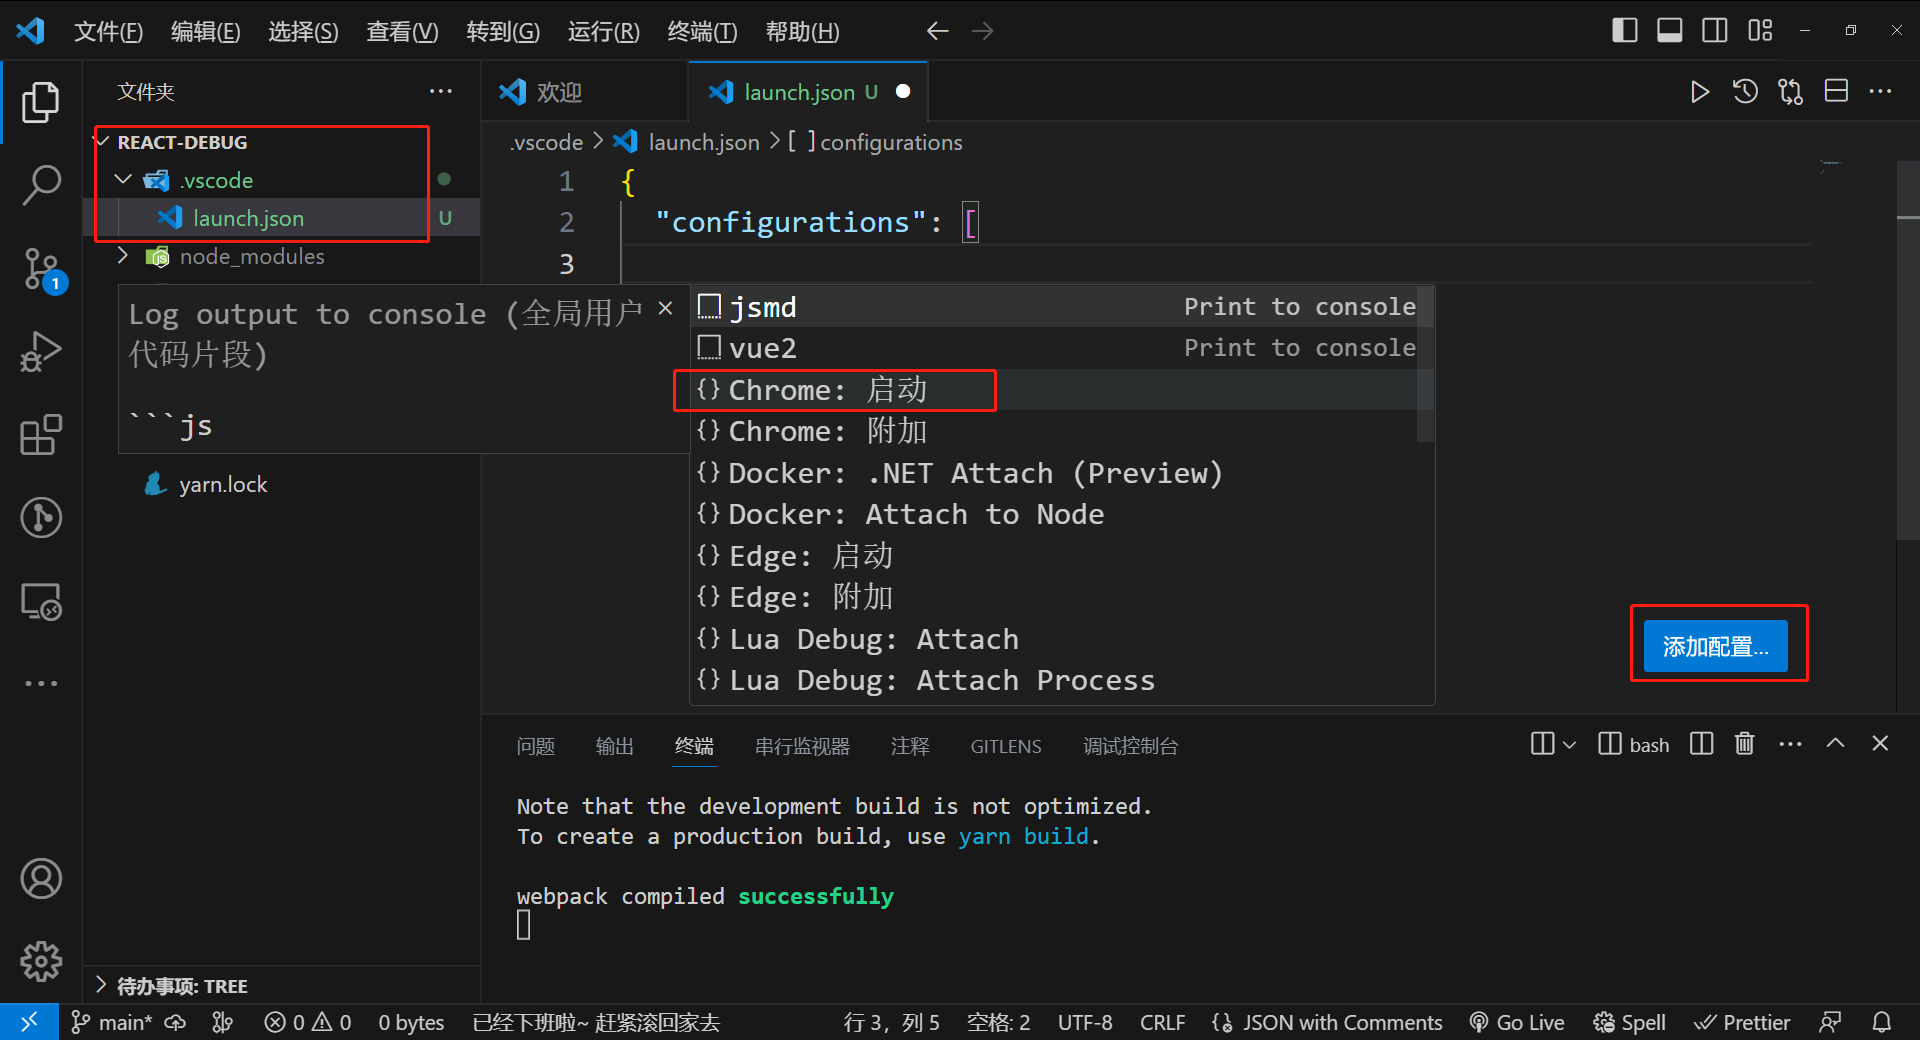 文件(F) 编辑(E) 选择(S) 查看(V) 转到(G) 运行(R) 终端(T) 帮助(H)
文件夹
REACT-DEBUG
.vscode
launch.json U
node_modules
Log output to console (全局用户
代码片段)
```js
yarn.lock
待办事项: TREE
1
欢迎
launch.json U
.vscode > launch.json > [ ] configurations
1 {
2 "configurations": [
3
jsmd Print to console
vue2 Print to console
{} Chrome: 启动
{} Chrome: 附加
{} Docker: .NET Attach (Preview)
{} Docker: Attach to Node
{} Edge: 启动
{} Edge: 附加
{} Lua Debug: Attach
{} Lua Debug: Attach Process
添加配置...
问题 输出 终端 串行监视器 注释 GITLENS 调试控制台
bash
Note that the development build is not optimized.
To create a production build, use yarn build.
webpack compiled successfully
main* 0 0 0 bytes 已经下班啦~ 赶紧滚回家去 行 3，列 5 空格: 2 UTF-8 CRLF JSON with Comments Go Live Spell Prettier